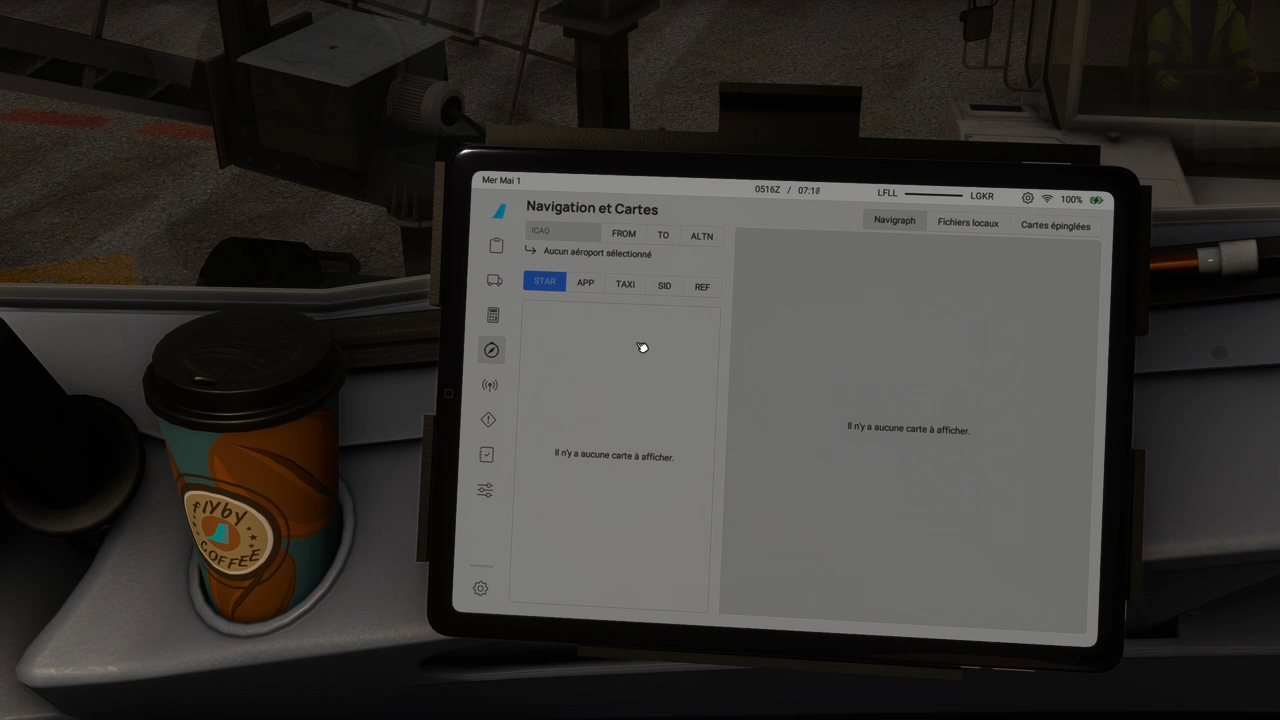 Mer Mai 1
0516Z / 07:18
LFLL
LGKR
100%
Navigation et Cartes
Navigraph
Fichiers locaux
Cartes épinglées
ICAO
FROM
TO
ALTN
Aucun aéroport sélectionné
STAR
APP
TAXI
SID
REF
Il n'y a aucune carte à afficher.
Il n'y a aucune carte à afficher.
flyby
COFFEE